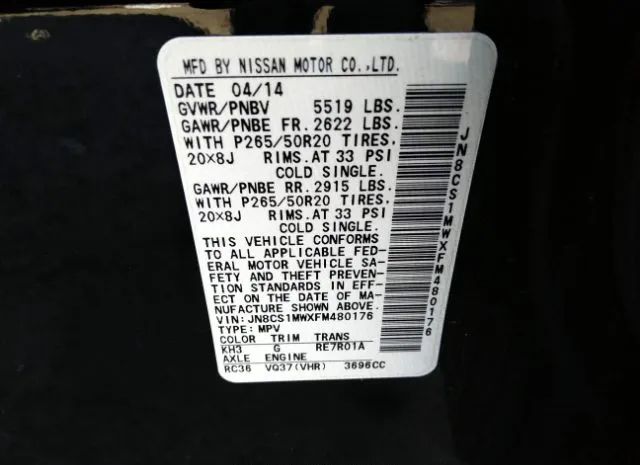 MFD BY NISSAN MOTOR CO.,LTD.
DATE 04/14
GVWR/PNBV 5519 LBS.
GAWR/PNBE FR. 2622 LBS.
WITH P265/50R20 TIRES,
20×8J RIMS.AT 33 PSI
COLD SINGLE.
GAWR/PNBE RR. 2915 LBS.
WITH P265/50R20 TIRES,
20×8J RIMS.AT 33 PSI
COLD SINGLE.
THIS VEHICLE CONFORMS
TO ALL APPLICABLE FED-
ERAL MOTOR VEHICLE SA-
FETY AND THEFT PREVEN-
TION STANDARDS IN EFF-
ECT ON THE DATE OF MA-
NUFACTURE SHOWN ABOVE.
VIN: JN8CS1MWXFM480176
TYPE: MPV
COLOR TRIM TRANS
KH3 G RE7R01A
AXLE ENGINE
RC36 VQ37(VHR) 3696CC
JN8CS1MWXFM480176